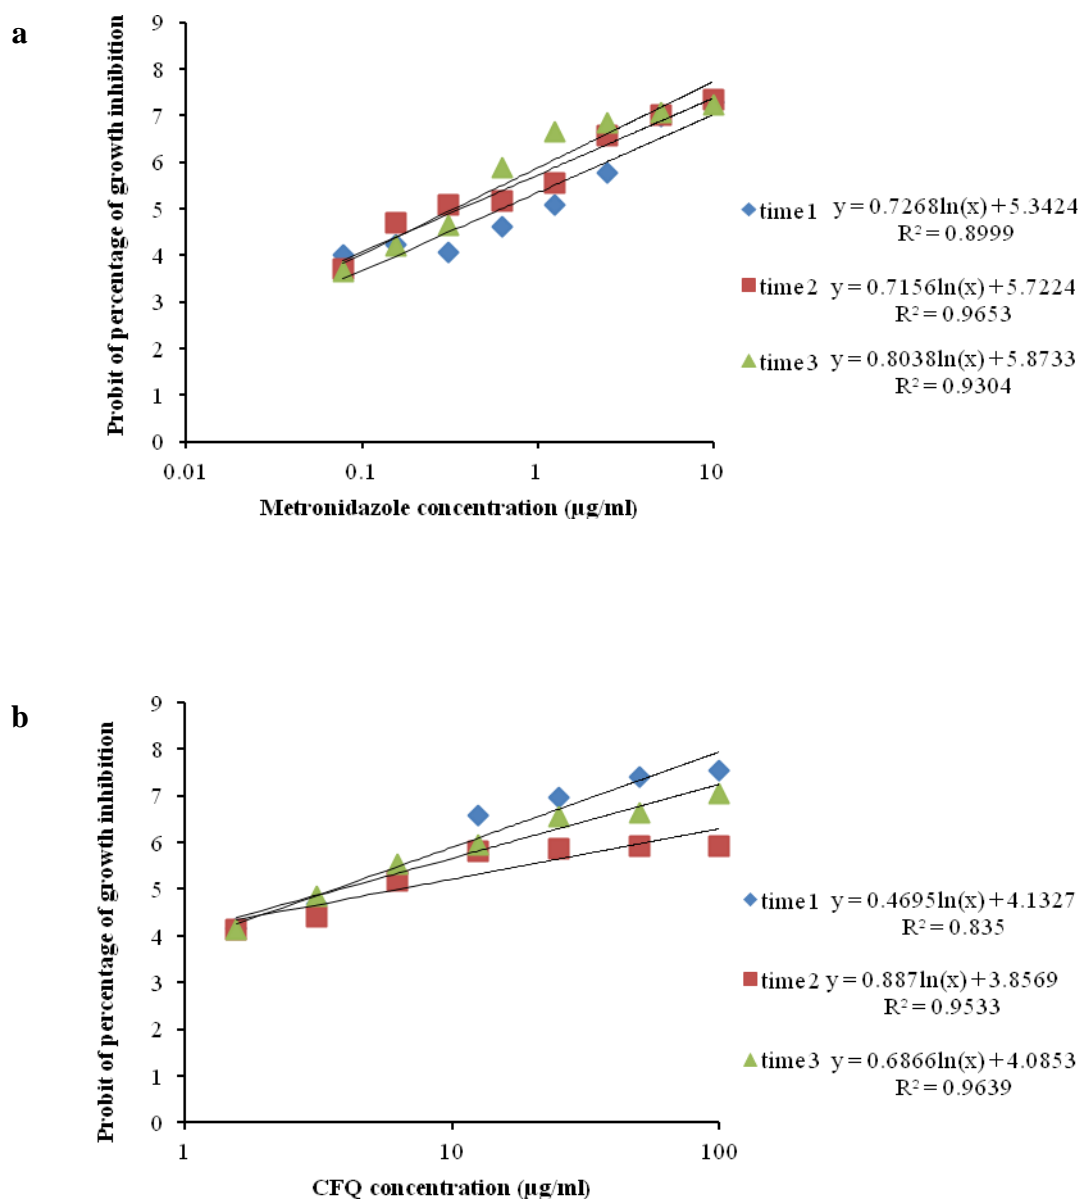 a
Probit of percentage of growth inhibition
9
8
7
6
5
4
3
2
1
0
0.01 0.1 1 10
Metronidazole concentration (µg/ml)
time1 y = 0.7268ln(x) + 5.3424
R² = 0.8999
time2 y = 0.7156ln(x) + 5.7224
R² = 0.9653
time3 y = 0.8038ln(x) + 5.8733
R² = 0.9304
b
Probit of percentage of growth inhibition
9
8
7
6
5
4
3
2
1
0
1 10 100
CFQ concentration (µg/ml)
time1 y = 0.4695ln(x) + 4.1327
R² = 0.835
time2 y = 0.887ln(x) + 3.8569
R² = 0.9533
time3 y = 0.6866ln(x) + 4.0853
R² = 0.9639